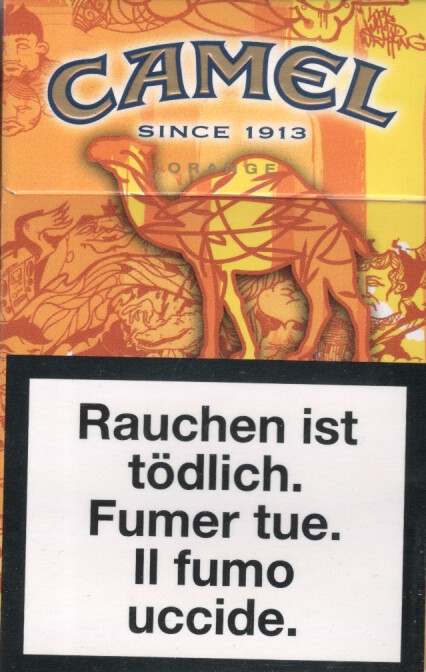 CAMEL
SINCE 1913
ORANGE
Rauchen ist
tödlich.
Fumer tue.
Il fumo
uccide.